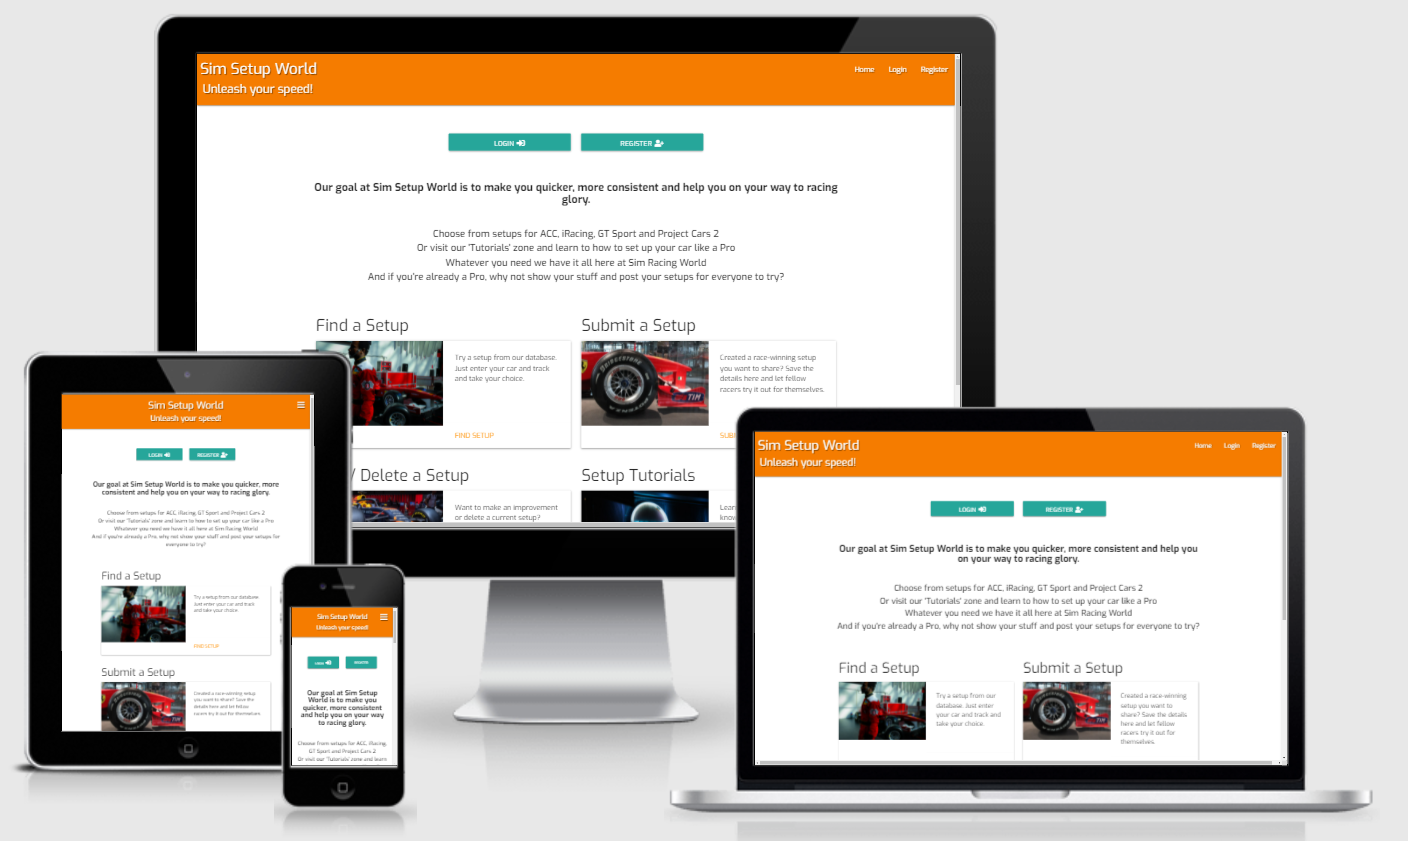 Sim Setup World
Unleash your speed!
Home Login Register
LOGIN
REGISTER
Our goal at Sim Setup World is to make you quicker, more consistent and help you on your way to racing
glory.
Choose from setups for ACC, iRacing, GT Sport and Project Cars 2
Or visit our 'Tutorials' zone and learn to how to set up your car like a Pro
Whatever you need we have it all here at Sim Racing World
And if you're already a Pro, why not show your stuff and post your setups for everyone to try?
Find a Setup
Try a setup from our database.
Just enter your car and track
and take your choice.
FIND SETUP
Submit a Setup
Created a race-winning setup
you want to share? Save the
details here and let fellow
racers try it out for themselves.
/ Delete a Setup
Want to make an improvement
or delete a current setup?
Setup Tutorials
Sim Setup World
Unleash your speed!
LOGIN
REGISTER
Our goal at Sim Setup World is to make you quicker, more
consistent and help you on your way to racing glory.
Choose from setups for ACC, iRacing, GT Sport and Project Cars 2
Or visit our 'Tutorials' zone and learn to how to set up your car like a Pro
Whatever you need we have it all here at Sim Racing World
And if you're already a Pro, why not show your stuff and post your setups for
everyone to try?
Find a Setup
Try a setup from our database.
Just enter your car and track
and take your choice.
FIND SETUP
Submit a Setup
Created a race-winning setup
you want to share? Save the
details here and let fellow
racers try it out for themselves.
Sim Setup World
Unleash your speed!
LOGIN
REGISTER
Our goal at Sim Setup
World is to make you
quicker, more consistent
and help you on your way
to racing glory.
Choose from setups for ACC, iRacing,
GT Sport and Project Cars 2
Or visit our 'Tutorials' zone and learn
Sim Setup World
Unleash your speed!
Home Login Register
LOGIN
REGISTER
Our goal at Sim Setup World is to make you quicker, more consistent and help you
on your way to racing glory.
Choose from setups for ACC, iRacing, GT Sport and Project Cars 2
Or visit our 'Tutorials' zone and learn to how to set up your car like a Pro
Whatever you need we have it all here at Sim Racing World
And if you're already a Pro, why not show your stuff and post your setups for everyone to try?
Find a Setup
Try a setup from our
database. Just enter
your car and track and
take your choice.
Submit a Setup
Created a race-winning
setup you want to
share? Save the details
here and let fellow
racers try it out for
themselves.